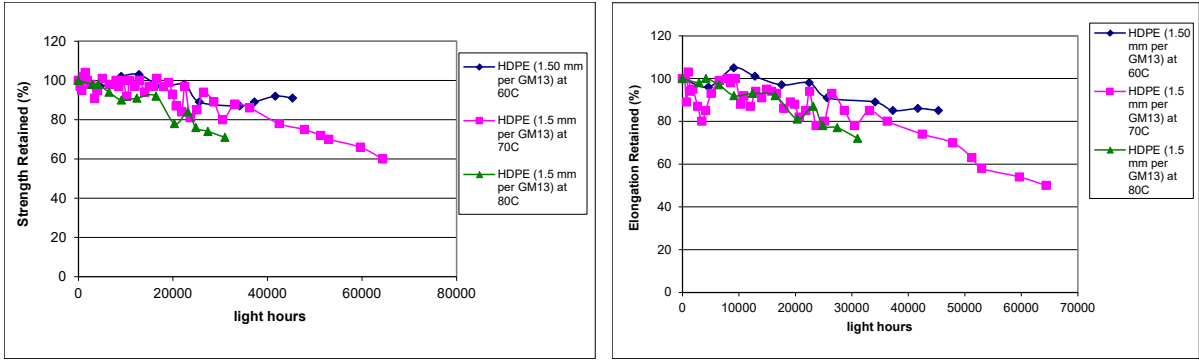 Strength Retained (%)
120
100
80
60
40
20
0
0 20000 40000 60000 80000
light hours
HDPE (1.50 mm
per GM13) at
60C
HDPE (1.5 mm
per GM13) at
70C
HDPE (1.5 mm
per GM13) at
80C
Elongation Retained (%)
120
100
80
60
40
20
0
0 10000 20000 30000 40000 50000 60000 70000
light hours
HDPE (1.50
mm per
GM13) at
60C
HDPE (1.5
mm per
GM13) at
70C
HDPE (1.5
mm per
GM13) at
80C